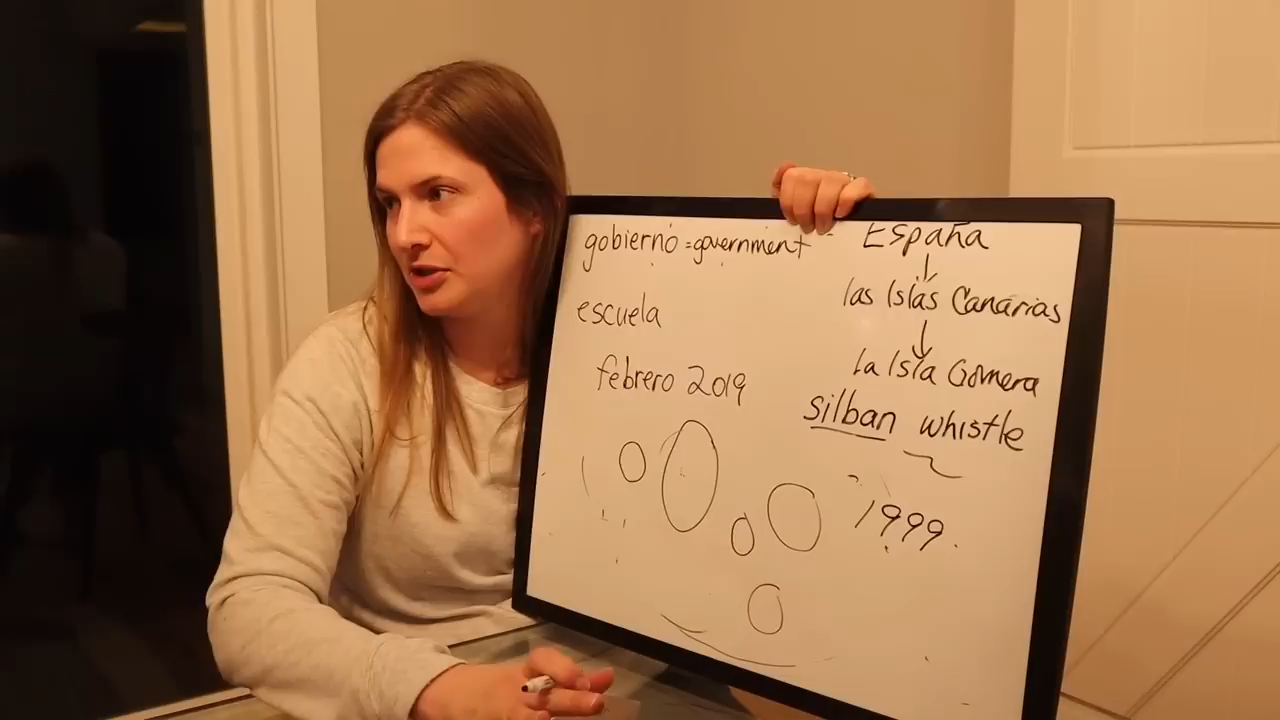 gobierno = government
escuela
febrero 2019
España
las Islas Canarias
la Isla Gomera
silban whistle
1999